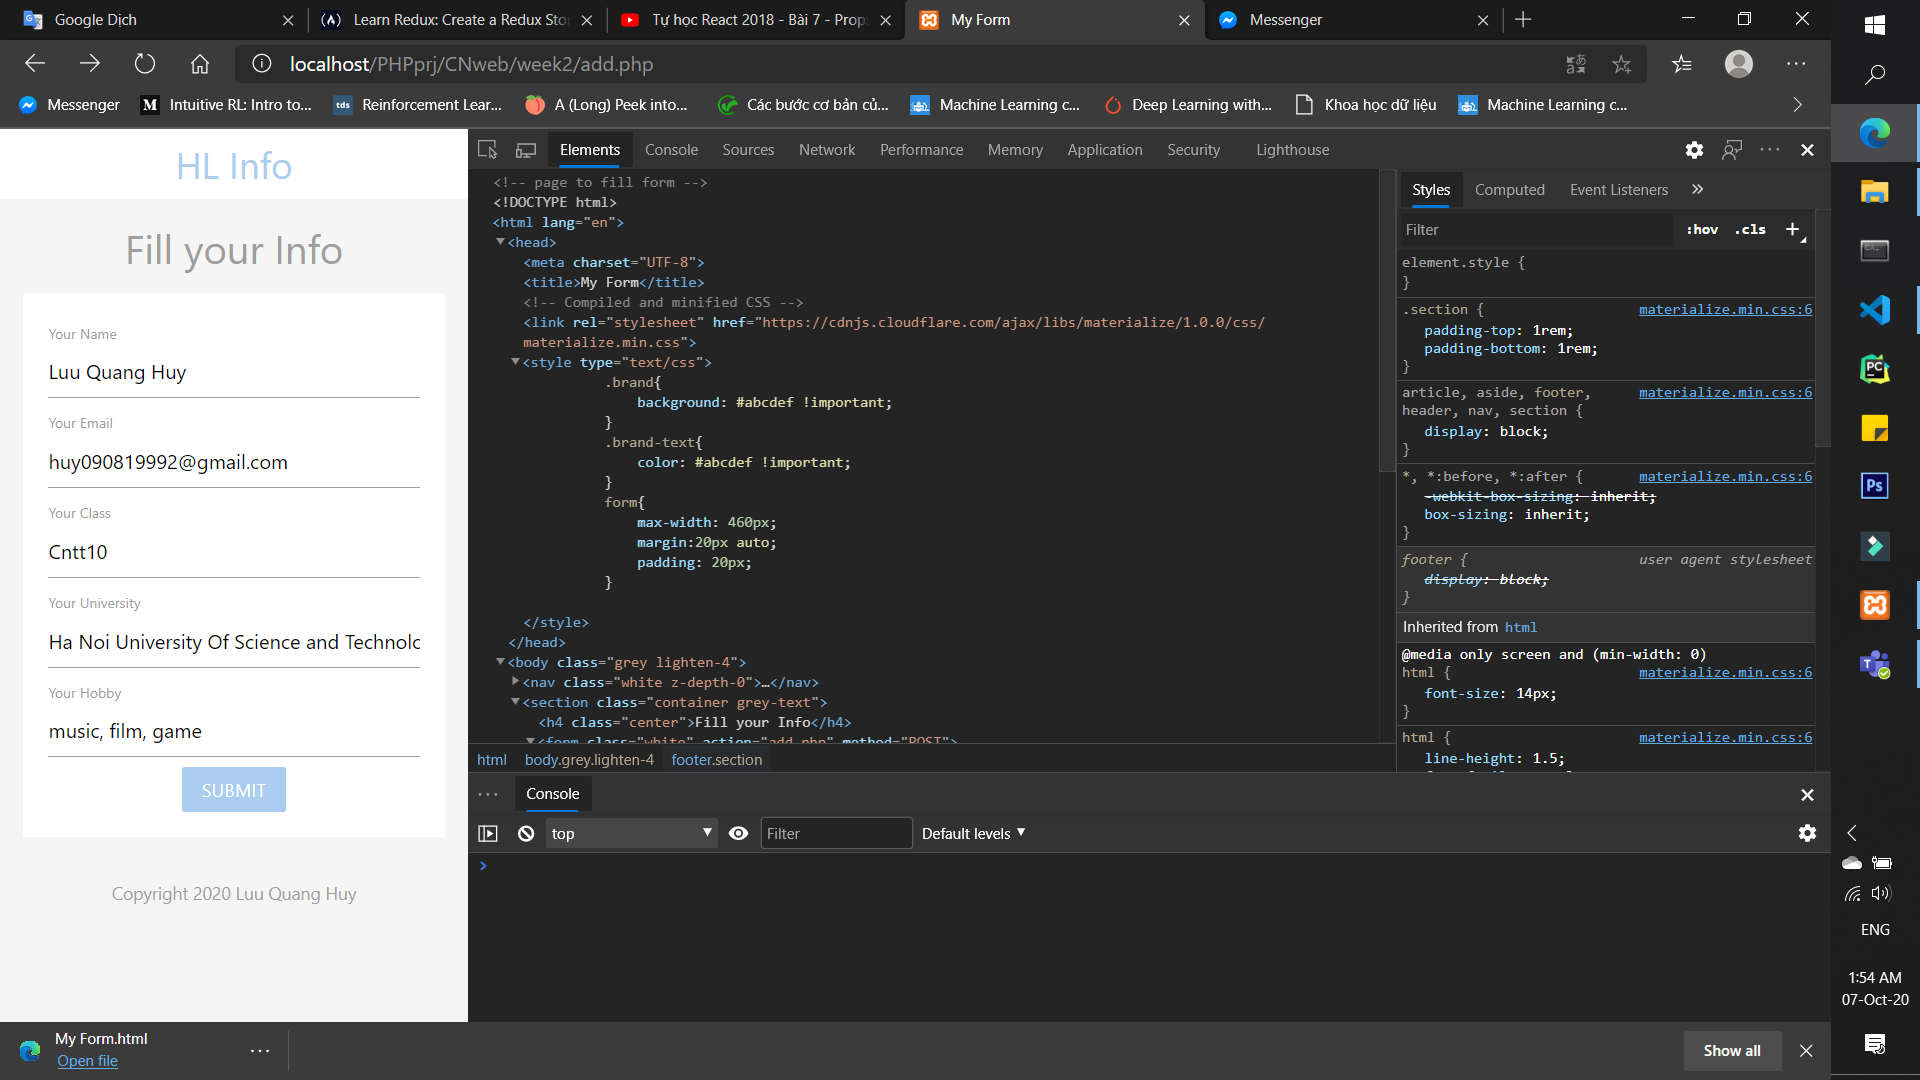 Google Dịch
Learn Redux: Create a Redux Sto
Tự học React 2018 - Bài 7 - Props
My Form
Messenger
localhost/PHPprj/CNweb/week2/add.php
Messenger
Intuitive RL: Intro to...
tds
Reinforcement Lear...
A (Long) Peek into...
Các bước cơ bản củ...
Machine Learning c...
Deep Learning with...
Khoa học dữ liệu
Machine Learning c...
HL Info
Fill your Info
Your Name
Luu Quang Huy
Your Email
huy090819992@gmail.com
Your Class
Cntt10
Your University
Ha Noi University Of Science and Technolo
Your Hobby
music, film, game
SUBMIT
Copyright 2020 Luu Quang Huy
Elements
Console
Sources
Network
Performance
Memory
Application
Security
Lighthouse
<!-- page to fill form -->
<!DOCTYPE html>
<html lang="en">
<head>
<meta charset="UTF-8">
<title>My Form</title>
<!-- Compiled and minified CSS -->
<link rel="stylesheet" href="https://cdnjs.cloudflare.com/ajax/libs/materialize/1.0.0/css/
materialize.min.css">
<style type="text/css">
.brand{
background: #abcdef !important;
}
.brand-text{
color: #abcdef !important;
}
form{
max-width: 460px;
margin:20px auto;
padding: 20px;
}
</style>
</head>
<body class="grey lighten-4">
<nav class="white z-depth-0">…</nav>
<section class="container grey-text">
<h4 class="center">Fill your Info</h4>
<form class="white" action="add.php" method="POST">
html
body.grey.lighten-4
footer.section
Styles
Computed
Event Listeners
Filter
:hov
.cls
element.style {
}
.section {
materialize.min.css:6
padding-top: 1rem;
padding-bottom: 1rem;
}
article, aside, footer,
materialize.min.css:6
header, nav, section {
display: block;
}
*, *:before, *:after {
materialize.min.css:6
-webkit-box-sizing: inherit;
box-sizing: inherit;
}
footer {
user agent stylesheet
display: block;
}
Inherited from html
@media only screen and (min-width: 0)
html {
materialize.min.css:6
font-size: 14px;
}
html {
materialize.min.css:6
line-height: 1.5;
Console
top
Filter
Default levels
My Form.html
Open file
Show all
PC
Ps
ENG
1:54 AM
07-Oct-20